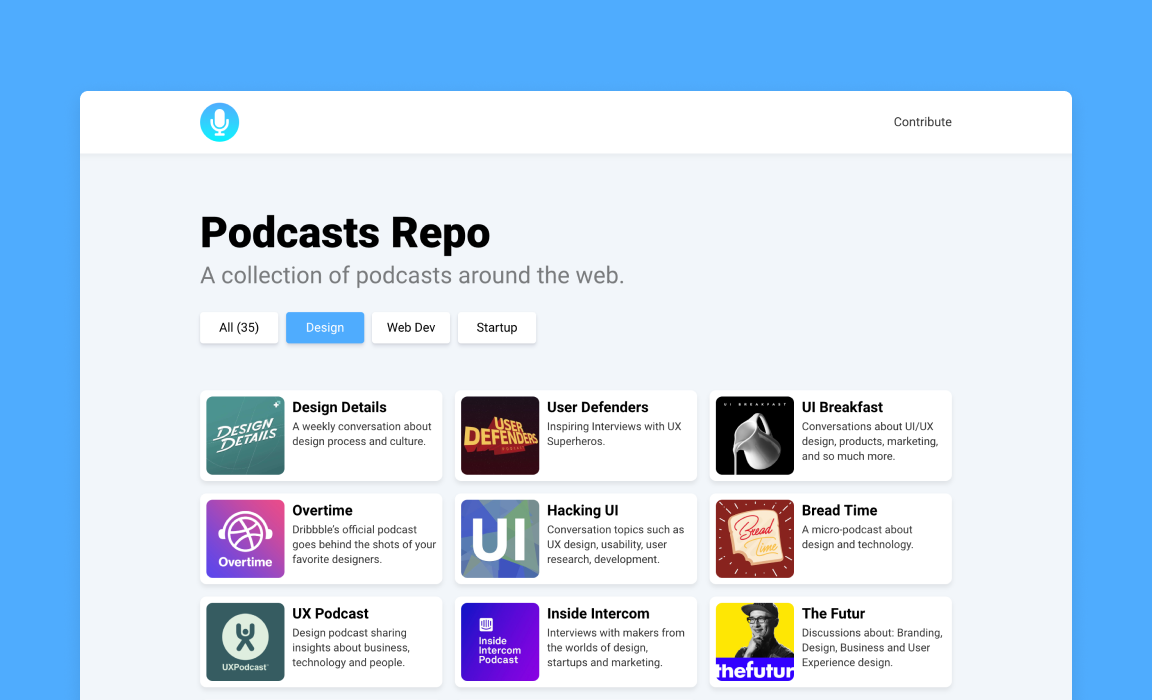 Contribute
Podcasts Repo
A collection of podcasts around the web.
All (35)
Design
Web Dev
Startup
DESIGN
DETAILS
Design Details
A weekly conversation about
design process and culture.
USER
DEFENDERS
PODCAST
User Defenders
Inspiring Interviews with UX
Superheros.
UI BREAKFAST
UI Breakfast
Conversations about UI/UX
design, products, marketing,
and so much more.
Overtime
Overtime
Dribbble's official podcast
goes behind the shots of your
favorite designers.
UI
Hacking UI
Conversation topics such as
UX design, usability, user
research, development.
Bread
Time
Bread Time
A micro-podcast about
design and technology.
UXPodcast
UX Podcast
Design podcast sharing
insights about business,
technology and people.
Inside
Intercom
Podcast
Inside Intercom
Interviews with makers from
the worlds of design,
startups and marketing.
thefutur
The Futur
Discussions about: Branding,
Design, Business and User
Experience design.